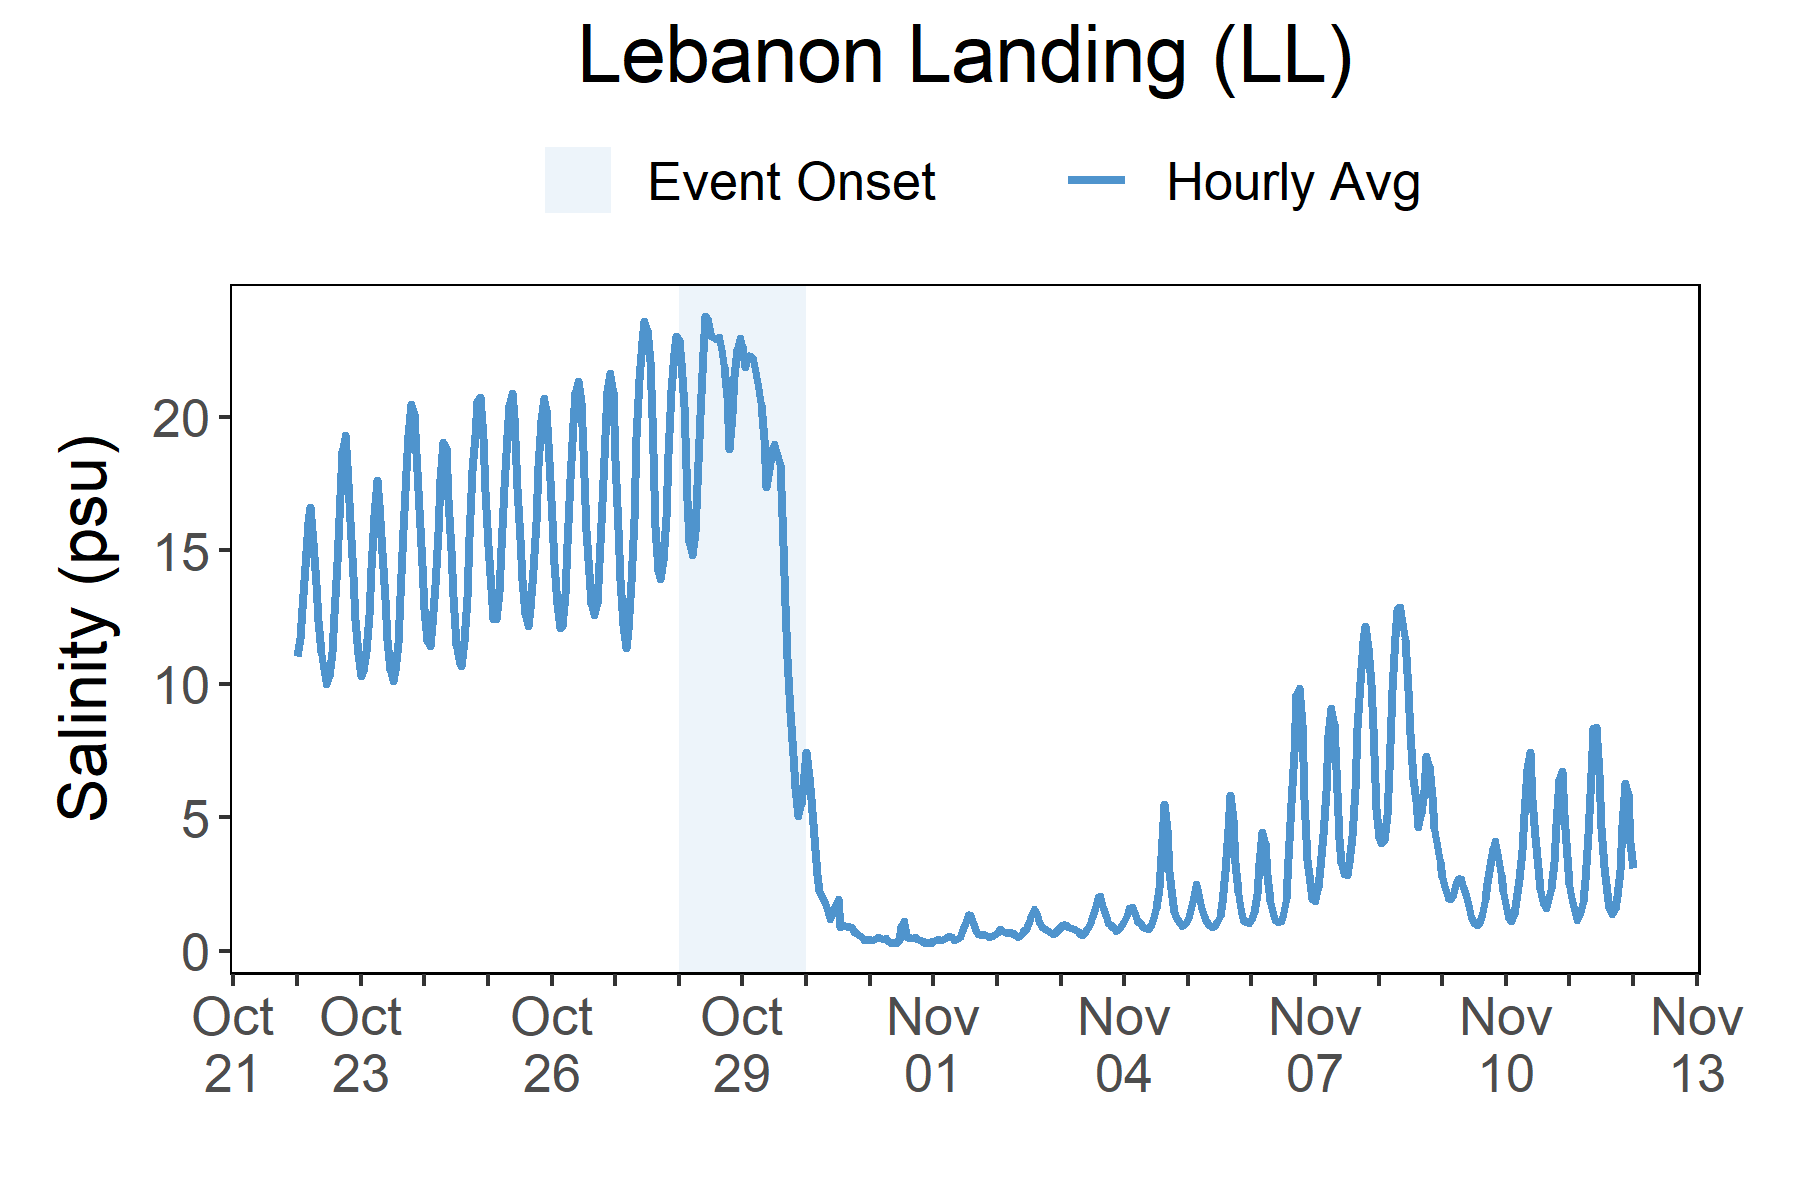 Lebanon Landing (LL)
Event Onset
Hourly Avg
Salinity (psu)
20
15
10
5
0
Oct 21
Oct 23
Oct 26
Oct 29
Nov 01
Nov 04
Nov 07
Nov 10
Nov 13